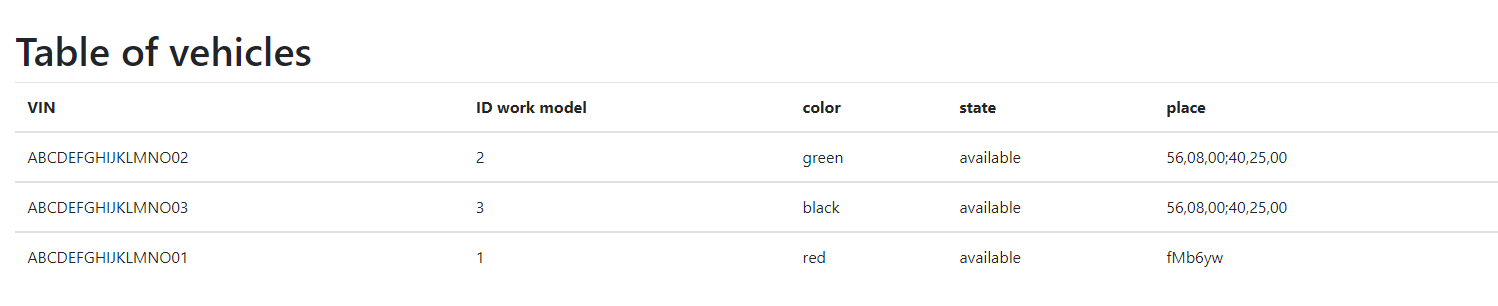 Table of vehicles
VIN ID work model color state place
ABCDEFGHIJKLMNO02 2 green available 56,08,00;40,25,00
ABCDEFGHIJKLMNO03 3 black available 56,08,00;40,25,00
ABCDEFGHIJKLMNO01 1 red available fMb6yw